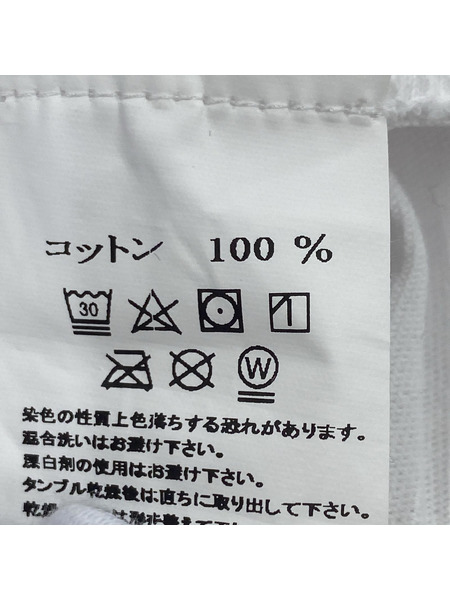 コットン 100 %
30
W
染色の性質上色落ちする恐れがあります。
混合洗いはお避け下さい。
漂白剤の使用はお避け下さい。
タンブル乾燥後は直ちに取り出して下さい。
乾燥